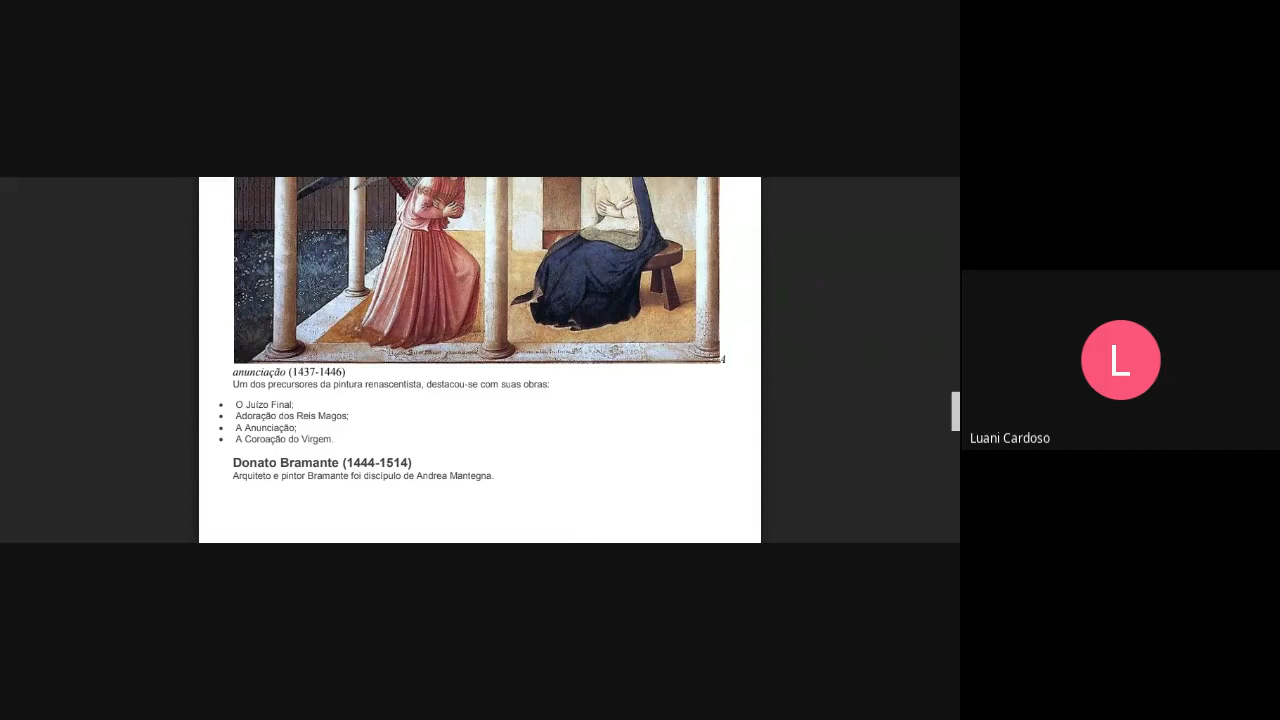 A
anunciação (1437-1446)
Um dos precursores da pintura renascentista, destacou-se com suas obras:
• O Juízo Final;
• Adoração dos Reis Magos;
• A Anunciação;
• A Coroação do Virgem.
Donato Bramante (1444-1514)
Arquiteto e pintor Bramante foi discípulo de Andrea Mantegna.
L
Luani Cardoso